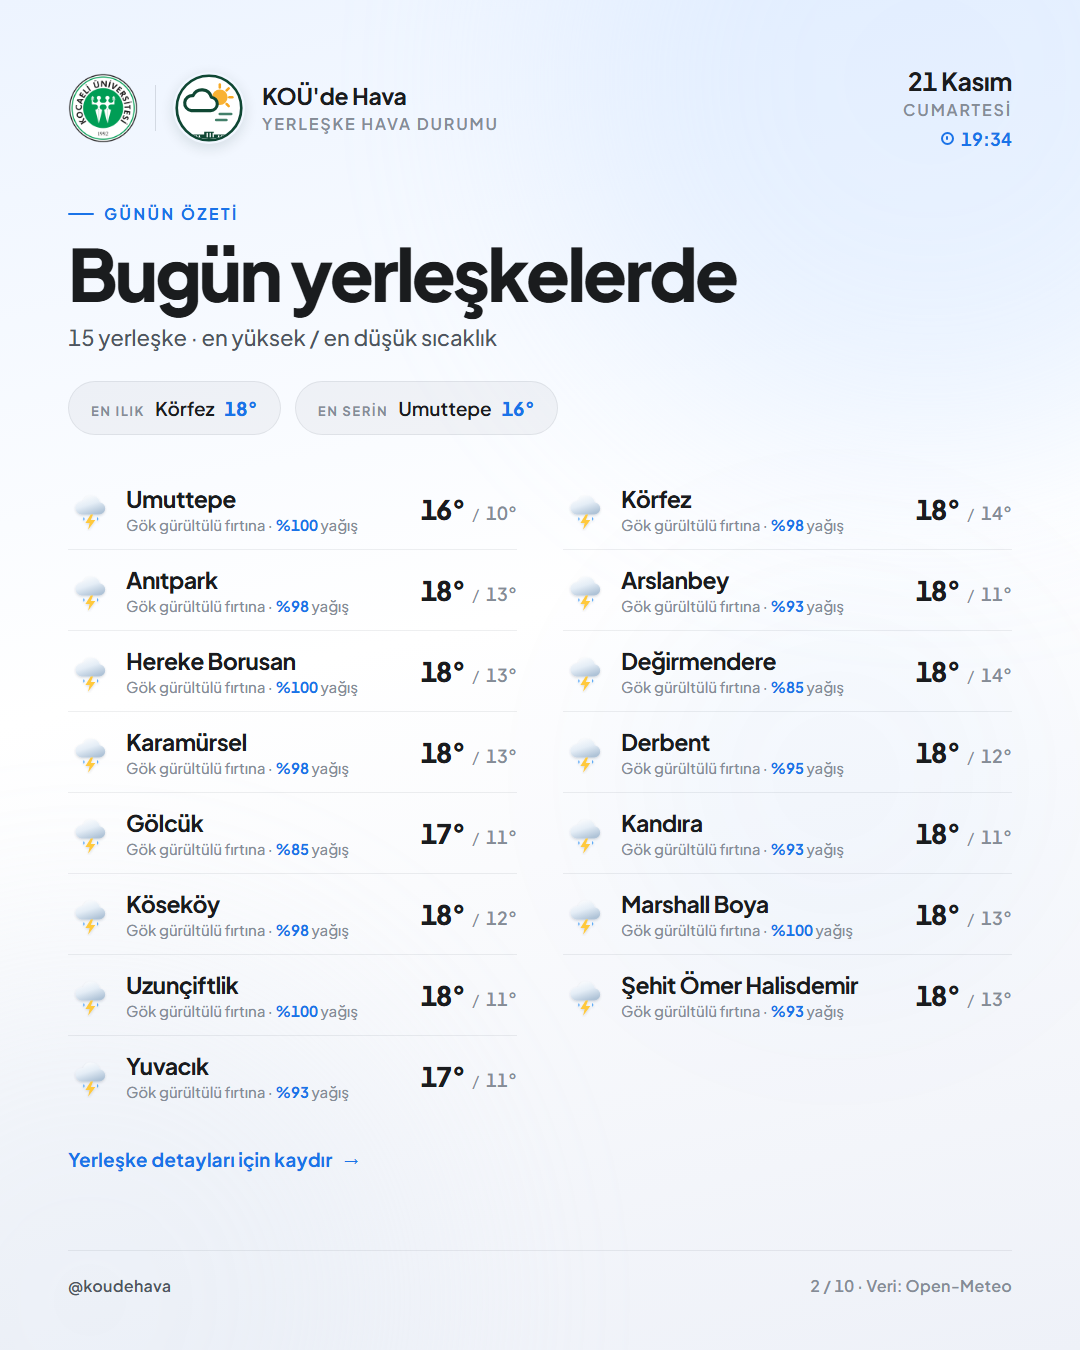 KOCAELİ ÜNİVERSİTESİ
1992
KOÜ'de Hava
YERLEŞKE HAVA DURUMU
21 Kasım
CUMARTESİ
19:34
GÜNÜN ÖZETİ
Bugün yerleşkelerde
15 yerleşke · en yüksek / en düşük sıcaklık
EN ILIK Körfez 18°
EN SERİN Umuttepe 16°
Umuttepe 16° / 10°
Gök gürültülü fırtına · %100 yağış
Körfez 18° / 14°
Gök gürültülü fırtına · %98 yağış
Anıtpark 18° / 13°
Gök gürültülü fırtına · %98 yağış
Arslanbey 18° / 11°
Gök gürültülü fırtına · %93 yağış
Hereke Borusan 18° / 13°
Gök gürültülü fırtına · %100 yağış
Değirmendere 18° / 14°
Gök gürültülü fırtına · %85 yağış
Karamürsel 18° / 13°
Gök gürültülü fırtına · %98 yağış
Derbent 18° / 12°
Gök gürültülü fırtına · %95 yağış
Gölcük 17° / 11°
Gök gürültülü fırtına · %85 yağış
Kandıra 18° / 11°
Gök gürültülü fırtına · %93 yağış
Köseköy 18° / 12°
Gök gürültülü fırtına · %98 yağış
Marshall Boya 18° / 13°
Gök gürültülü fırtına · %100 yağış
Uzunçiftlik 18° / 11°
Gök gürültülü fırtına · %100 yağış
Şehit Ömer Halisdemir 18° / 13°
Gök gürültülü fırtına · %93 yağış
Yuvacık 17° / 11°
Gök gürültülü fırtına · %93 yağış
Yerleşke detayları için kaydır →
@koudehava
2 / 10 · Veri: Open-Meteo